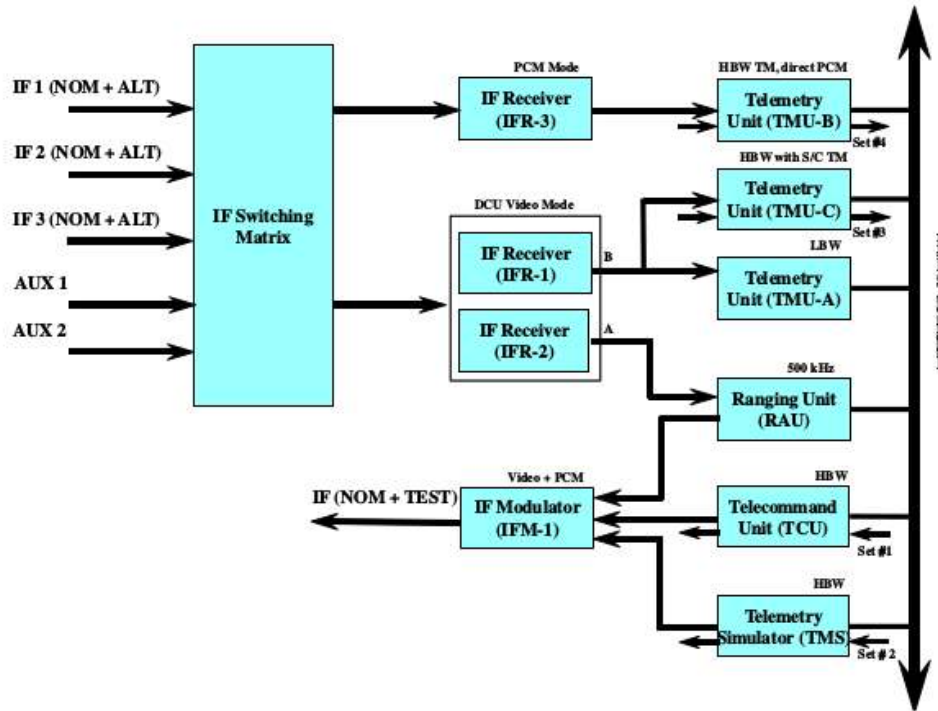 PCM Mode
HBW TM, direct PCM
IF 1 (NOM + ALT)
IF Receiver
(IFR-3)
Telemetry
Unit (TMU-B)
Set #4
IF 2 (NOM + ALT)
HBW with S/C TM
Telemetry
Unit (TMU-C)
Set #3
IF 3 (NOM + ALT)
IF Switching
Matrix
DCU Video Mode
IF Receiver
(IFR-1)
B
LBW
Telemetry
Unit (TMU-A)
AUX 1
AUX 2
IF Receiver
(IFR-2)
A
500 kHz
Ranging Unit
(RAU)
Video + PCM
IF (NOM + TEST)
IF Modulator
(IFM-1)
HBW
Telecommand
Unit (TCU)
Set #1
HBW
Telemetry
Simulator (TMS)
Set # 2